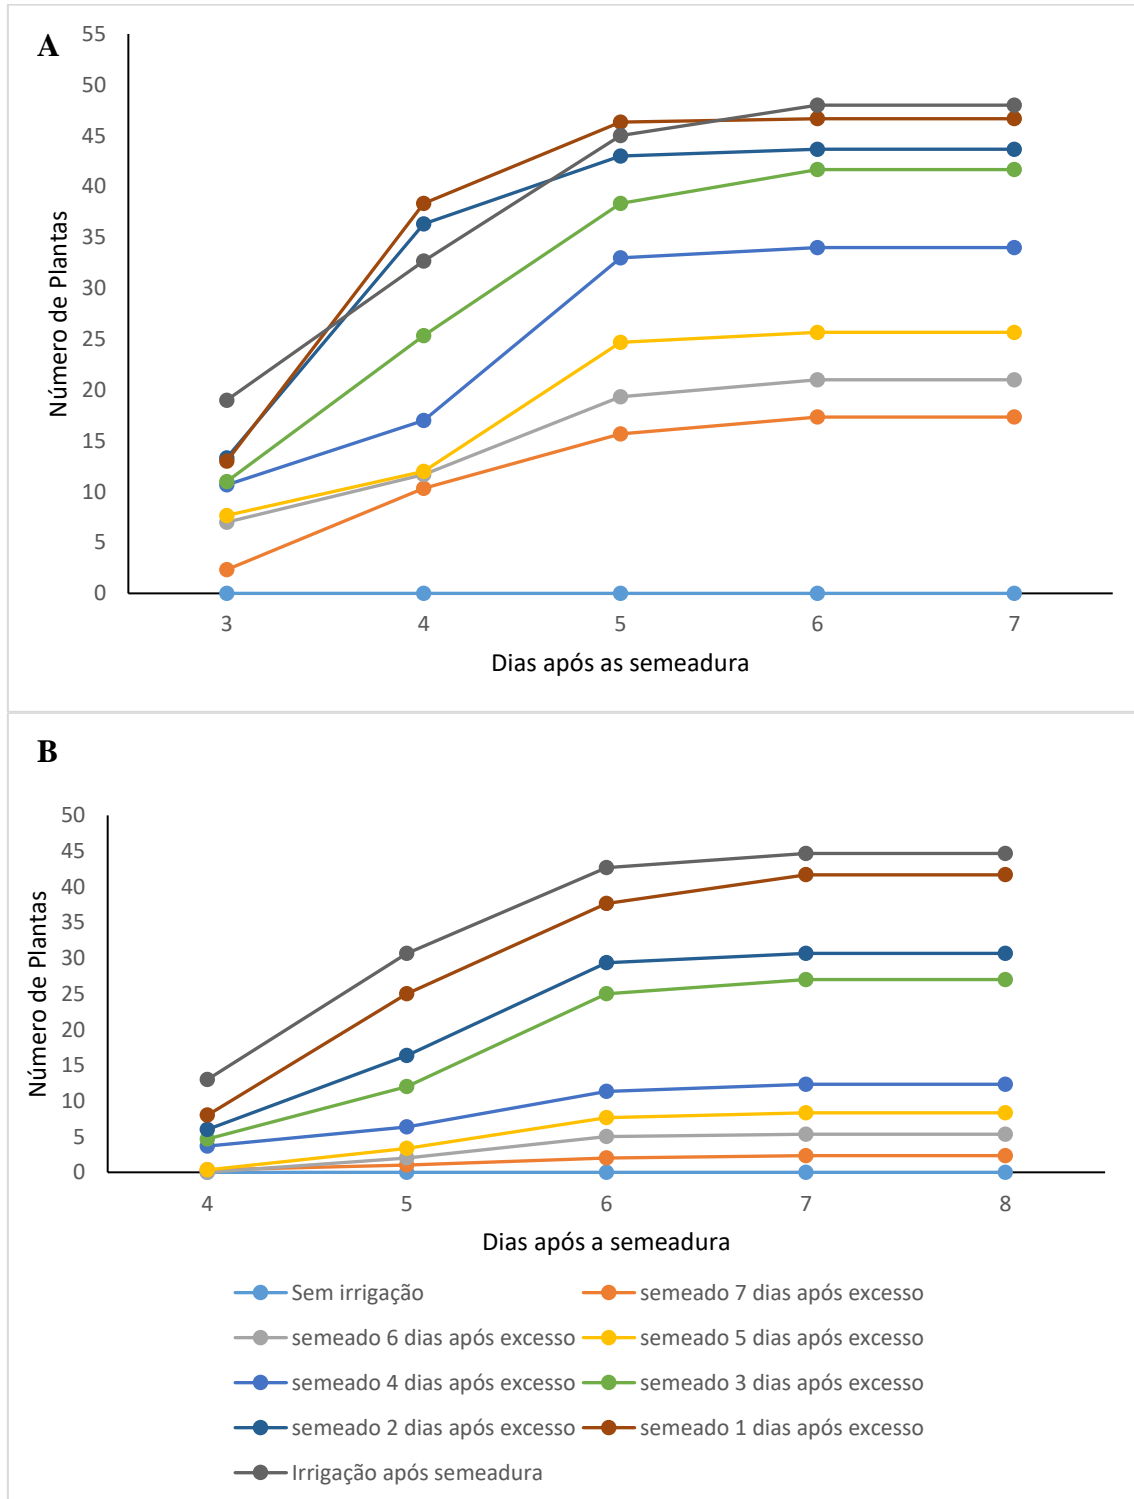 A
55
50
45
40
35
30
25
20
15
10
5
0
Número de Plantas
3 4 5 6 7
Dias após as semeadura
B
50
45
40
35
30
25
20
15
10
5
0
Número de Plantas
4 5 6 7 8
Dias após a semeadura
Sem irrigação semeado 7 dias após excesso
semeado 6 dias após excesso semeado 5 dias após excesso
semeado 4 dias após excesso semeado 3 dias após excesso
semeado 2 dias após excesso semeado 1 dias após excesso
Irrigação após semeadura